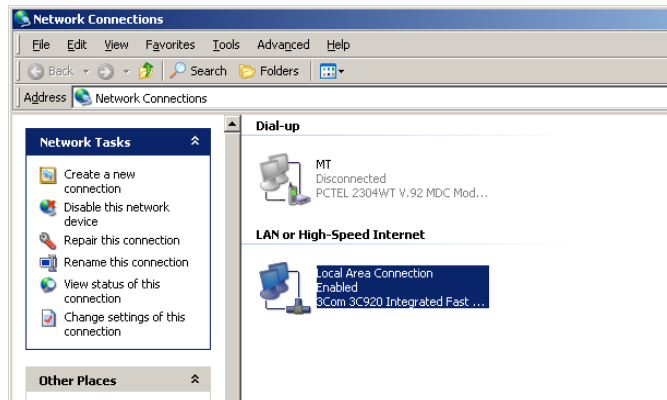 Network Connections
File Edit View Favorites Tools Advanced Help
Back Search Folders
Address Network Connections
Network Tasks
Create a new
connection
Disable this network
device
Repair this connection
Rename this connection
View status of this
connection
Change settings of this
connection
Other Places
Dial-up
MT
Disconnected
PCTEL 2304WT V.92 MDC Mod...
LAN or High-Speed Internet
Local Area Connection
Enabled
3Com 3C920 Integrated Fast ...